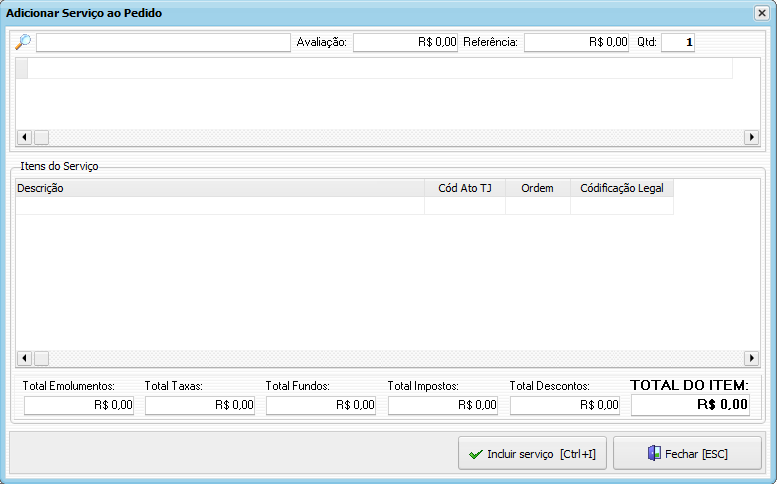 Adicionar Serviço ao Pedido
Avaliação: R$ 0,00 Referência: R$ 0,00 Qtd: 1
Itens do Serviço
Descrição Cód Ato TJ Ordem Códificação Legal
Total Emolumentos: Total Taxas: Total Fundos: Total Impostos: Total Descontos: TOTAL DO ITEM:
R$ 0,00 R$ 0,00 R$ 0,00 R$ 0,00 R$ 0,00 R$ 0,00
Incluir serviço [Ctrl+I] Fechar [ESC]